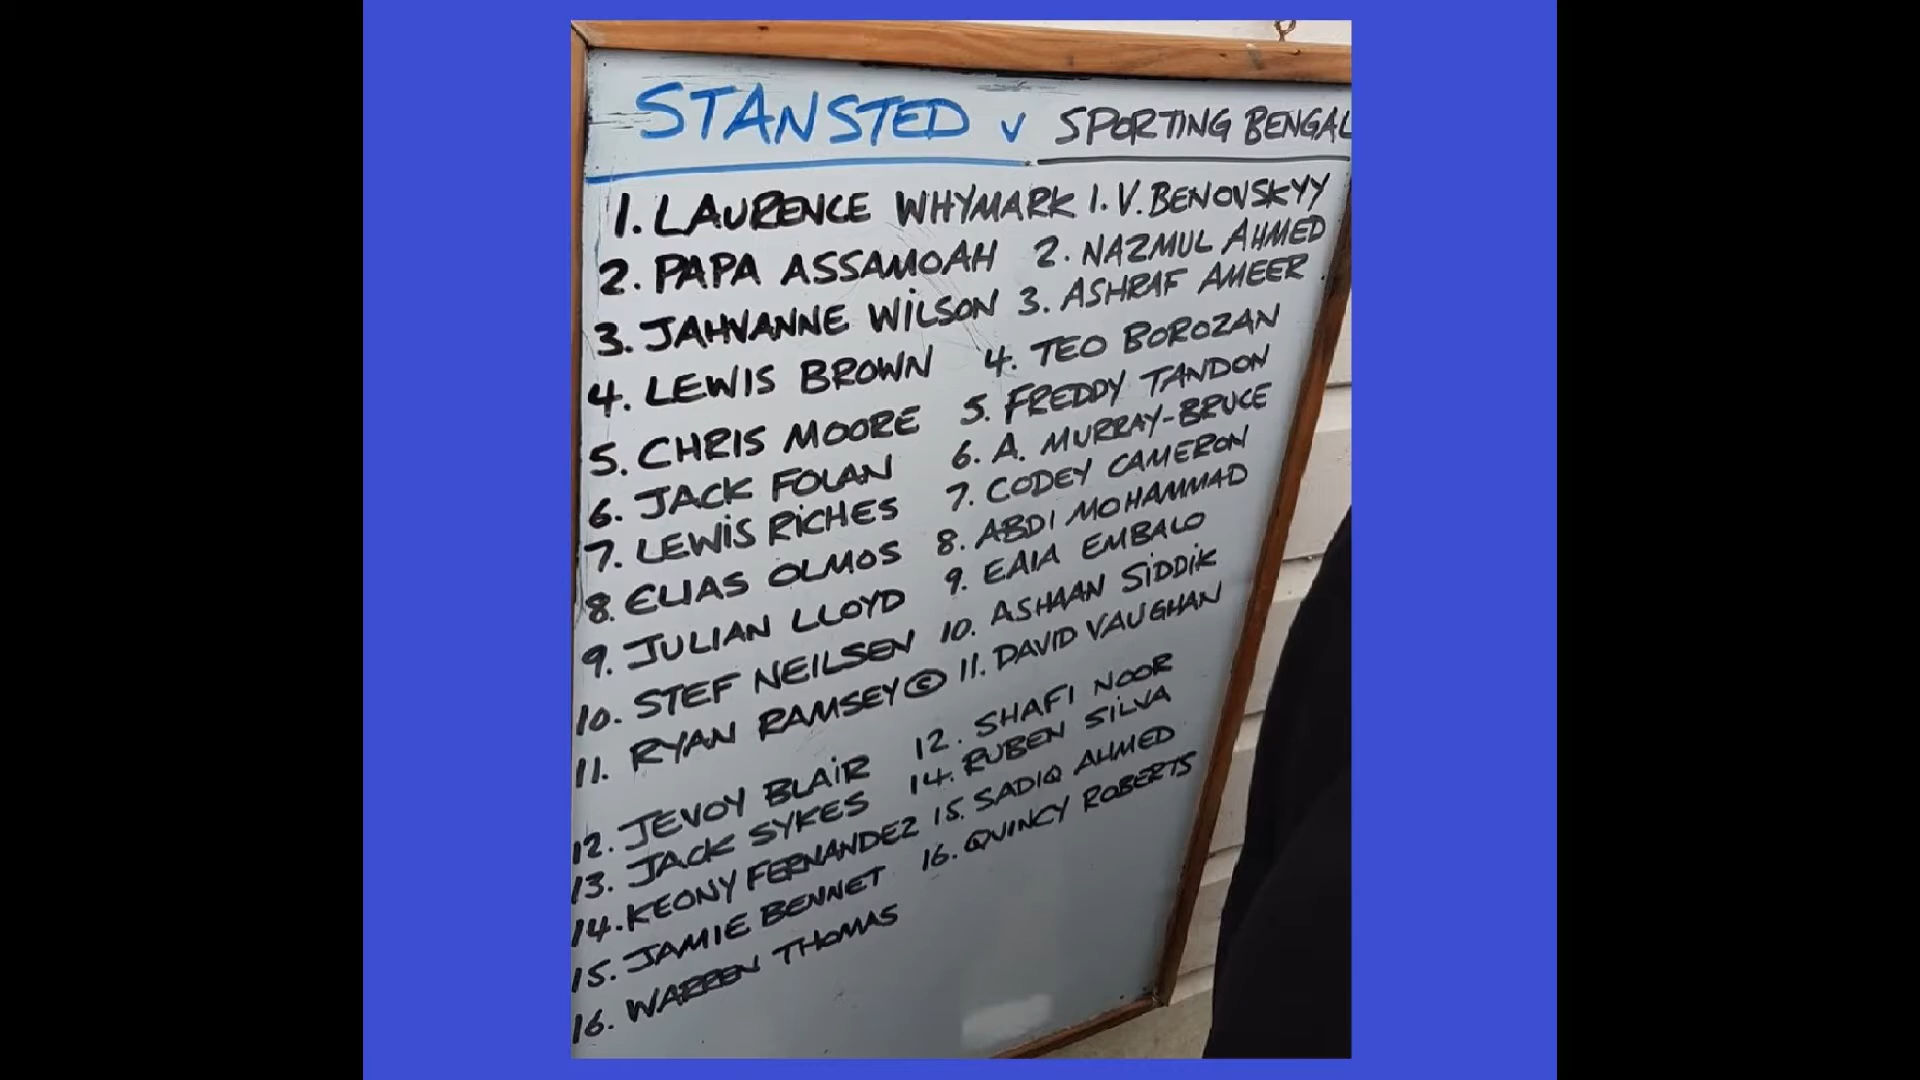 STANSTED v SPORTING BENGAL
1. LAURENCE WHYMARK 1. V. BENOVSKYY
2. PAPA ASSAMOAH 2. NAZMUL AHMED
3. JAHVANNE WILSON 3. ASHRAF AMEER
4. LEWIS BROWN 4. TEO BOROZAN
5. CHRIS MOORE 5. FREDDY TANDON
6. JACK FOLAN 6. A. MURRAY-BRUCE
7. LEWIS RICHES 7. CODEY CAMERON
8. ELIAS OLMOS 8. ABDI MOHAMMAD
9. JULIAN LLOYD 9. EAIA EMBALO
10. STEF NEILSEN 10. ASHAAN SIDDIK
11. RYAN RAMSEY © 11. DAVID VAUGHAN
12. JEVOY BLAIR 12. SHAFI NOOR
13. JACK SYKES 14. RUBEN SILVA
14. KEONY FERNANDEZ 15. SADIQ AHMED
15. JAMIE BENNET 16. QUINCY ROBERTS
16. WARREN THOMAS